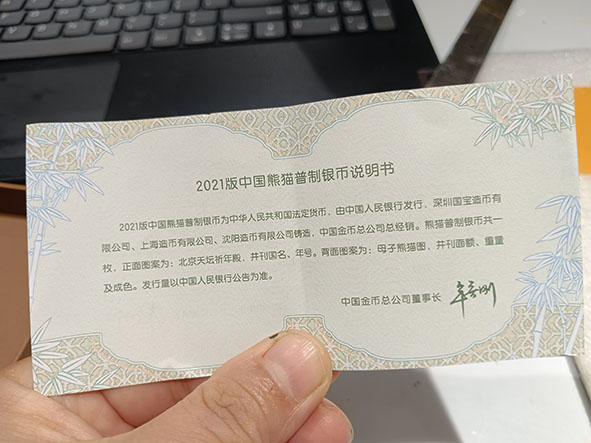 2021版中国熊猫普制银币说明书
2021版中国熊猫普制银币为中华人民共和国法定货币，由中国人民银行发行，深圳国宝造币有
限公司、上海造币有限公司、沈阳造币有限公司铸造，中国金币总公司总经销。熊猫普制银币共一
枚，正面图案为：北京天坛祈年殿，并刊国名、年号。背面图案为：母子熊猫图，并刊面额、重量
及成色。发行量以中国人民银行公告为准。
中国金币总公司董事长